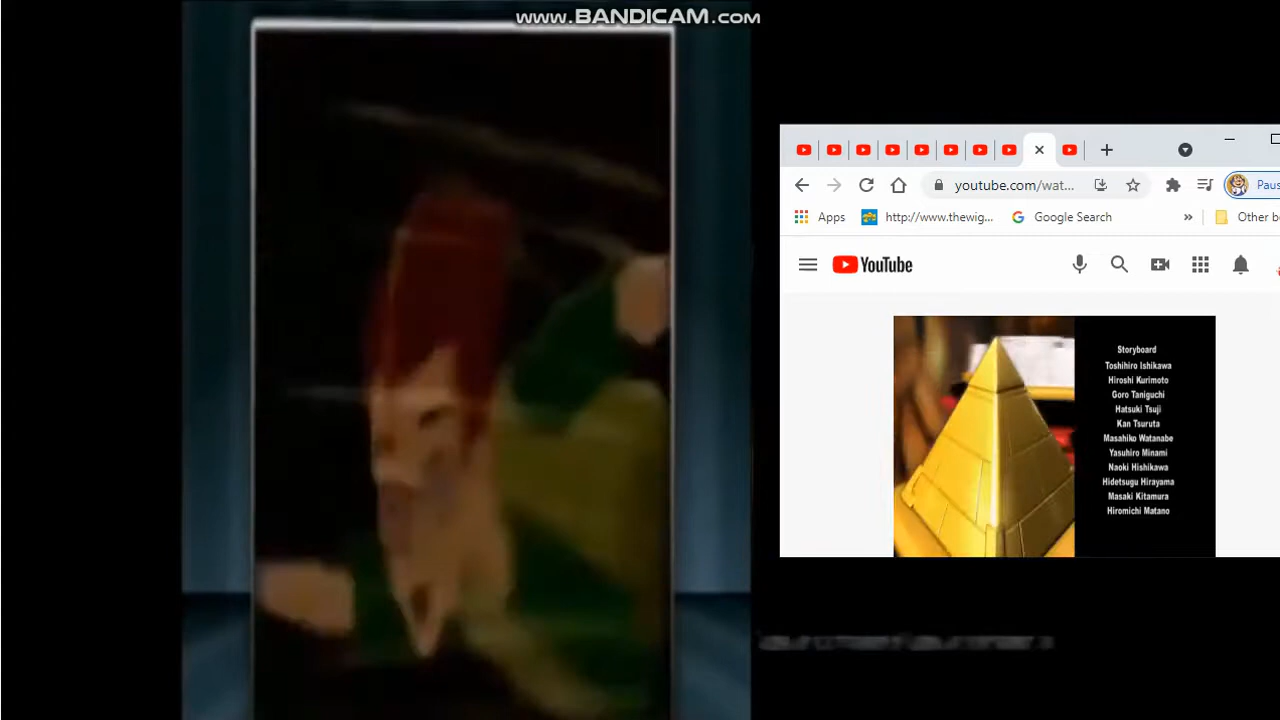 www.BANDICAM.com
youtube.com/wat...
Paus
Apps
http://www.thewig...
Google Search
»
Other b
YouTube
Storyboard
Toshihiro Ishikawa
Hiroshi Kurimoto
Goro Taniguchi
Hatsuki Tsuji
Kan Tsuruta
Masahiko Watanabe
Yasuhiro Minami
Naoki Hishikawa
Hidetsugu Hirayama
Masaki Kitamura
Hiromichi Matano